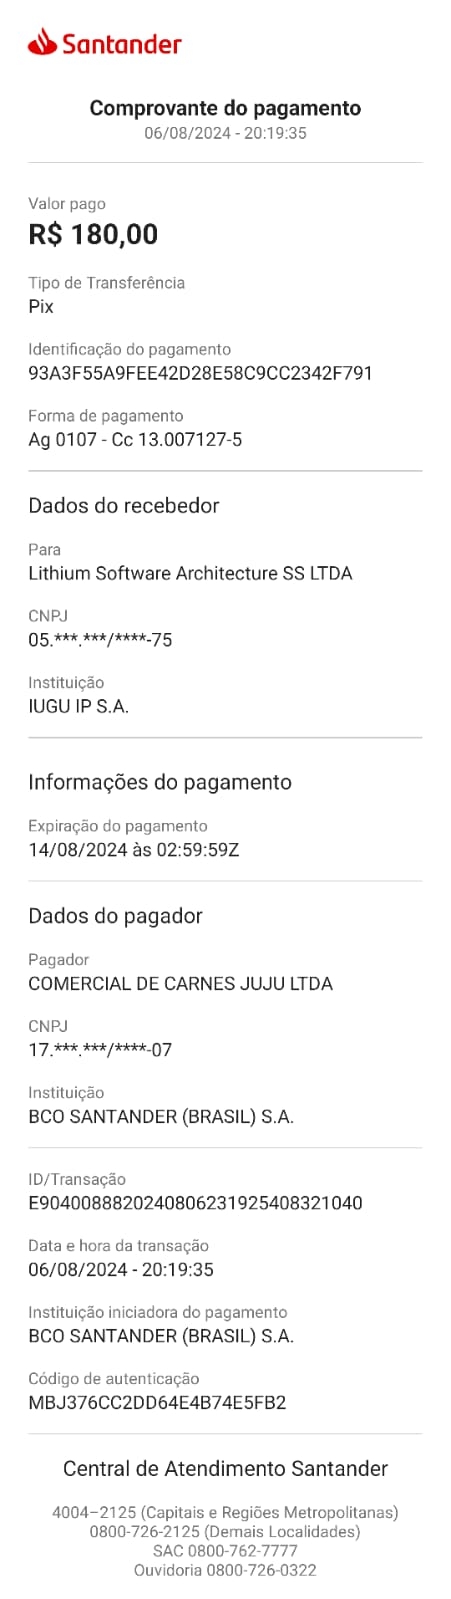 Santander
Comprovante do pagamento
06/08/2024 - 20:19:35
Valor pago
R$ 180,00
Tipo de Transferência
Pix
Identificação do pagamento
93A3F55A9FEE42D28E58C9CC2342F791
Forma de pagamento
Ag 0107 - Cc 13.007127-5
Dados do recebedor
Para
Lithium Software Architecture SS LTDA
CNPJ
05.***.***/****-75
Instituição
IUGU IP S.A.
Informações do pagamento
Expiração do pagamento
14/08/2024 às 02:59:59Z
Dados do pagador
Pagador
COMERCIAL DE CARNES JUJU LTDA
CNPJ
17.***.***/****-07
Instituição
BCO SANTANDER (BRASIL) S.A.
ID/Transação
E9040088820240806231925408321040
Data e hora da transação
06/08/2024 - 20:19:35
Instituição iniciadora do pagamento
BCO SANTANDER (BRASIL) S.A.
Código de autenticação
MBJ376CC2DD64E4B74E5FB2
Central de Atendimento Santander
4004–2125 (Capitais e Regiões Metropolitanas)
0800-726-2125 (Demais Localidades)
SAC 0800-762-7777
Ouvidoria 0800-726-0322